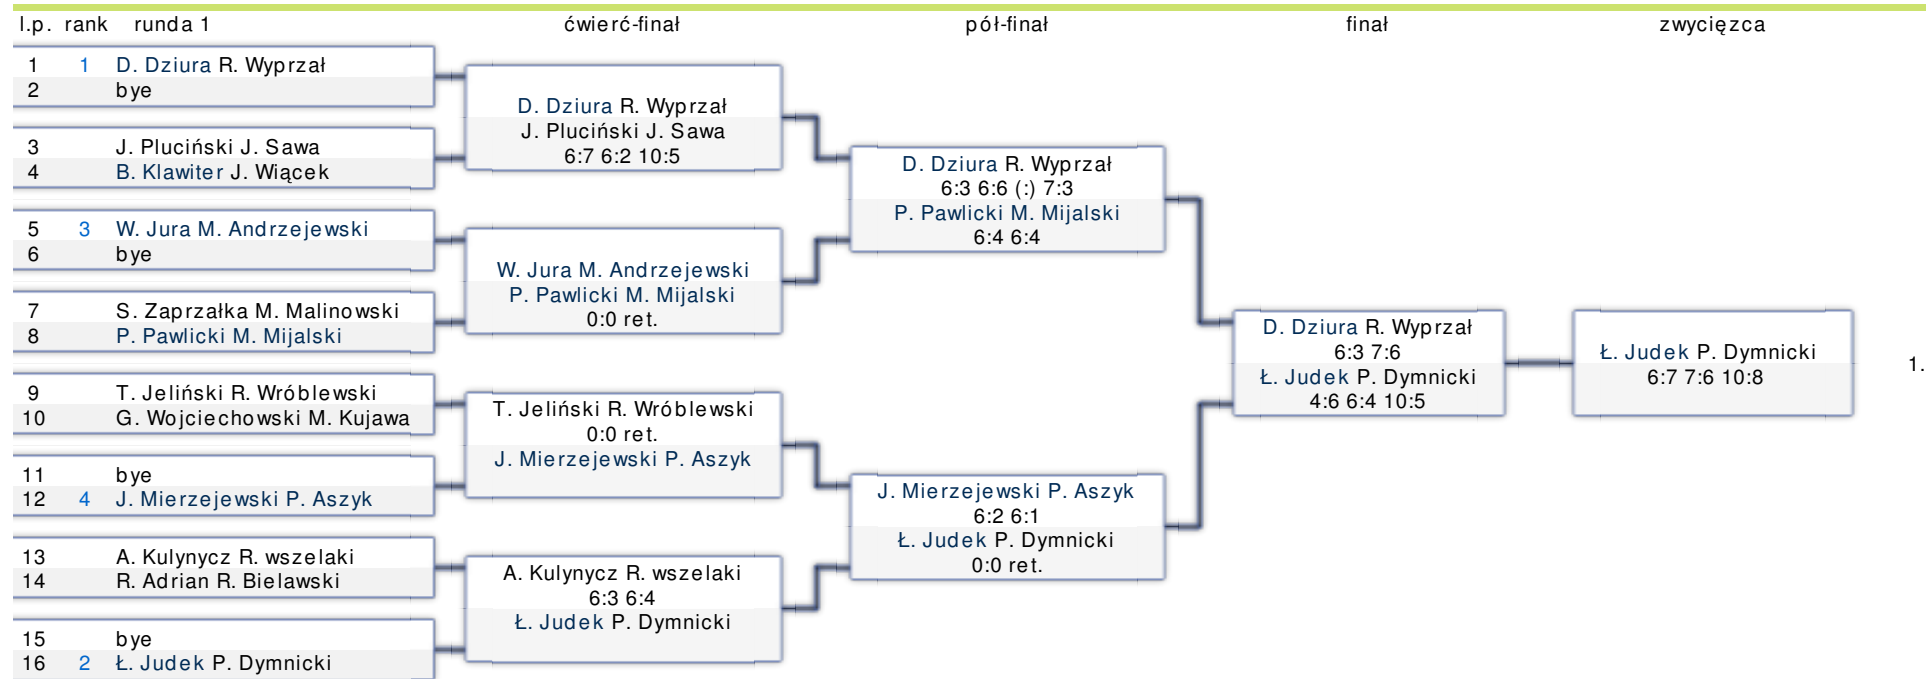 l.p. rank runda 1 ćwierć-finał pół-finał finał zwycięzca
1 1 D. Dziura R. Wyprzał
2 bye
3 J. Pluciński J. Sawa
4 B. Klawiter J. Wiącek
5 3 W. Jura M. Andrzejewski
6 bye
7 S. Zaprzałka M. Malinowski
8 P. Pawlicki M. Mijalski
9 T. Jeliński R. Wróblewski
10 G. Wojciechowski M. Kujawa
11 bye
12 4 J. Mierzejewski P. Aszyk
13 A. Kulynycz R. wszelaki
14 R. Adrian R. Bielawski
15 bye
16 2 Ł. Judek P. Dymnicki
D. Dziura R. Wyprzał
J. Pluciński J. Sawa
6:7 6:2 10:5
W. Jura M. Andrzejewski
P. Pawlicki M. Mijalski
0:0 ret.
T. Jeliński R. Wróblewski
0:0 ret.
J. Mierzejewski P. Aszyk
A. Kulynycz R. wszelaki
6:3 6:4
Ł. Judek P. Dymnicki
D. Dziura R. Wyprzał
6:3 6:6 (:) 7:3
P. Pawlicki M. Mijalski
6:4 6:4
J. Mierzejewski P. Aszyk
6:2 6:1
Ł. Judek P. Dymnicki
0:0 ret.
D. Dziura R. Wyprzał
6:3 7:6
Ł. Judek P. Dymnicki
4:6 6:4 10:5
Ł. Judek P. Dymnicki
6:7 7:6 10:8
1.